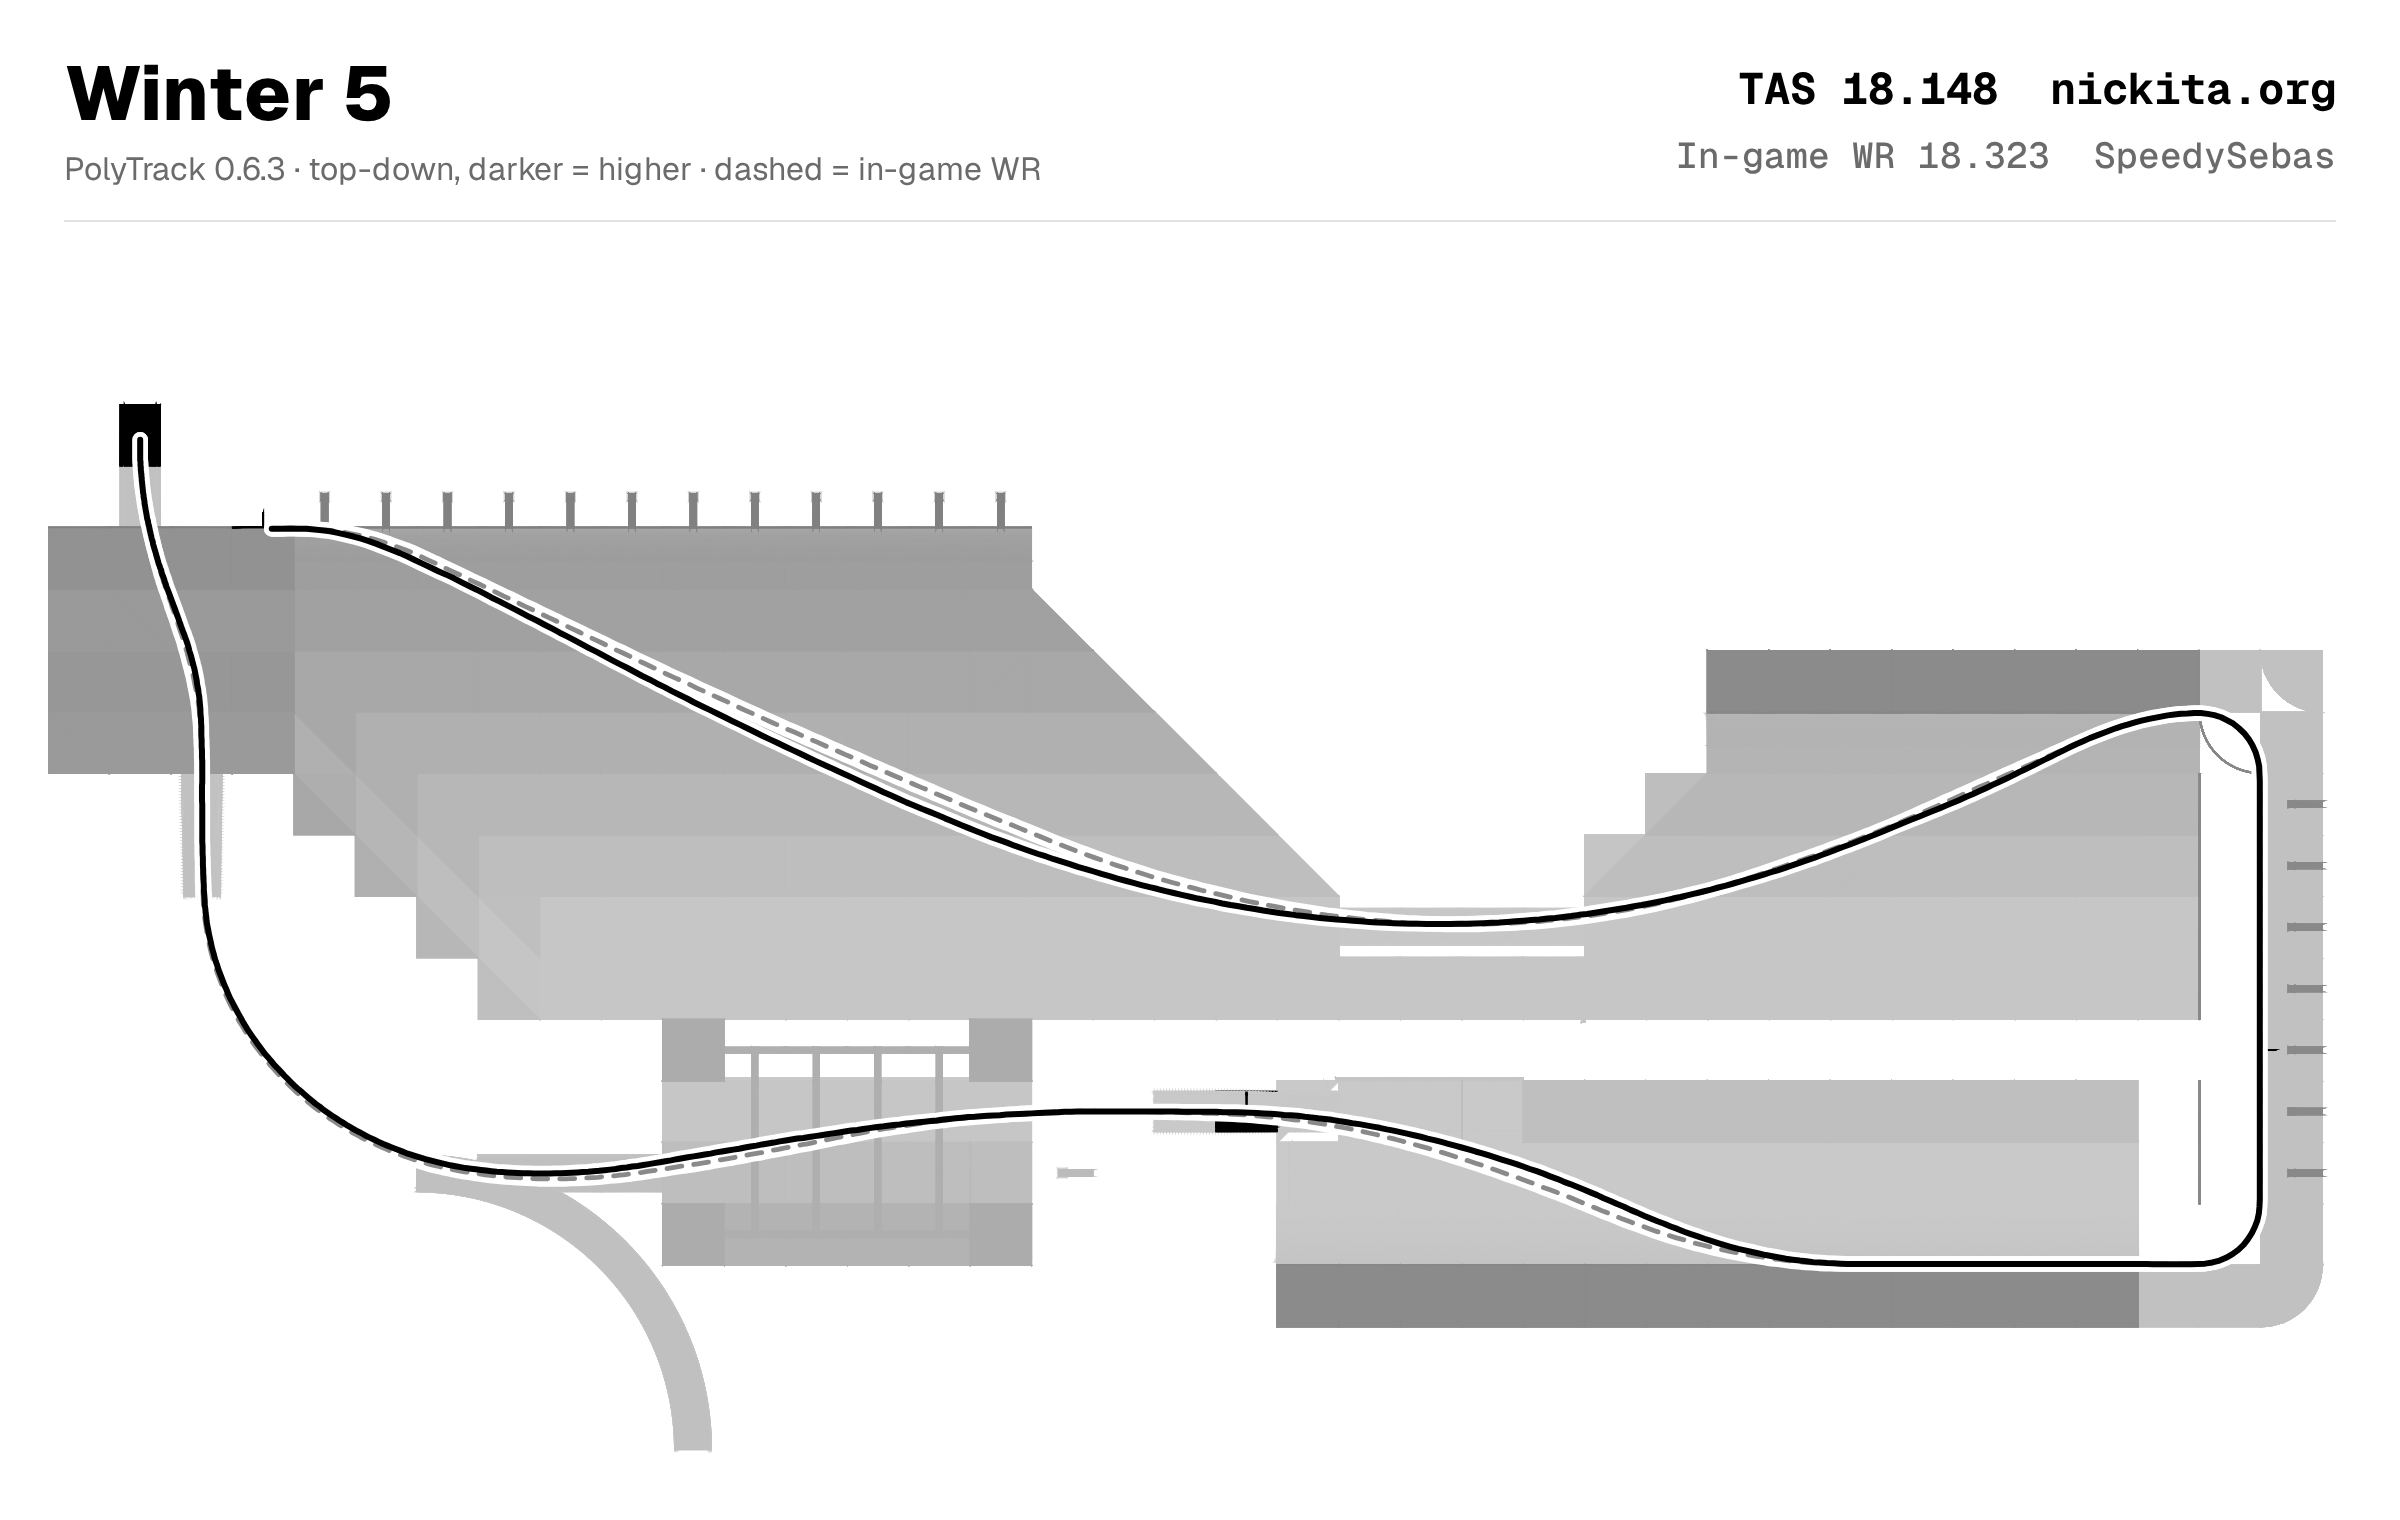 Winter 5
PolyTrack 0.6.3 · top-down, darker = higher · dashed = in-game WR
TAS 18.148 nickita.org
In-game WR 18.323 SpeedySebas